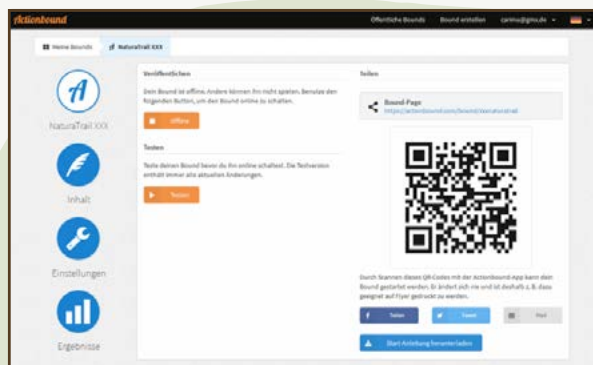 Actionbound
Öffentliche Bounds Bound erstellen carina@gmx.de
Meine Bounds NaturaTrail XXX
NaturaTrail XXX
Inhalt
Einstellungen
Ergebnisse
Veröffentlichen
Dein Bound ist offline. Andere können ihn nicht spielen. Benutze den
folgenden Button, um den Bound online zu schalten.
Offline
Testen
Teste deinen Bound bevor du ihn online schaltest. Die Testversion
enthält immer alle aktuellen Änderungen.
Testen
Teilen
Bound-Page
Durch Scannen dieses QR-Codes mit der Actionbound-App kann dein
Bound gestartet werden. Er ändert sich nie und ist deshalb z. B. dazu
geeignet auf Flyer gedruckt zu werden.
Teilen Tweet Mail
Start-Anleitung herunterladen